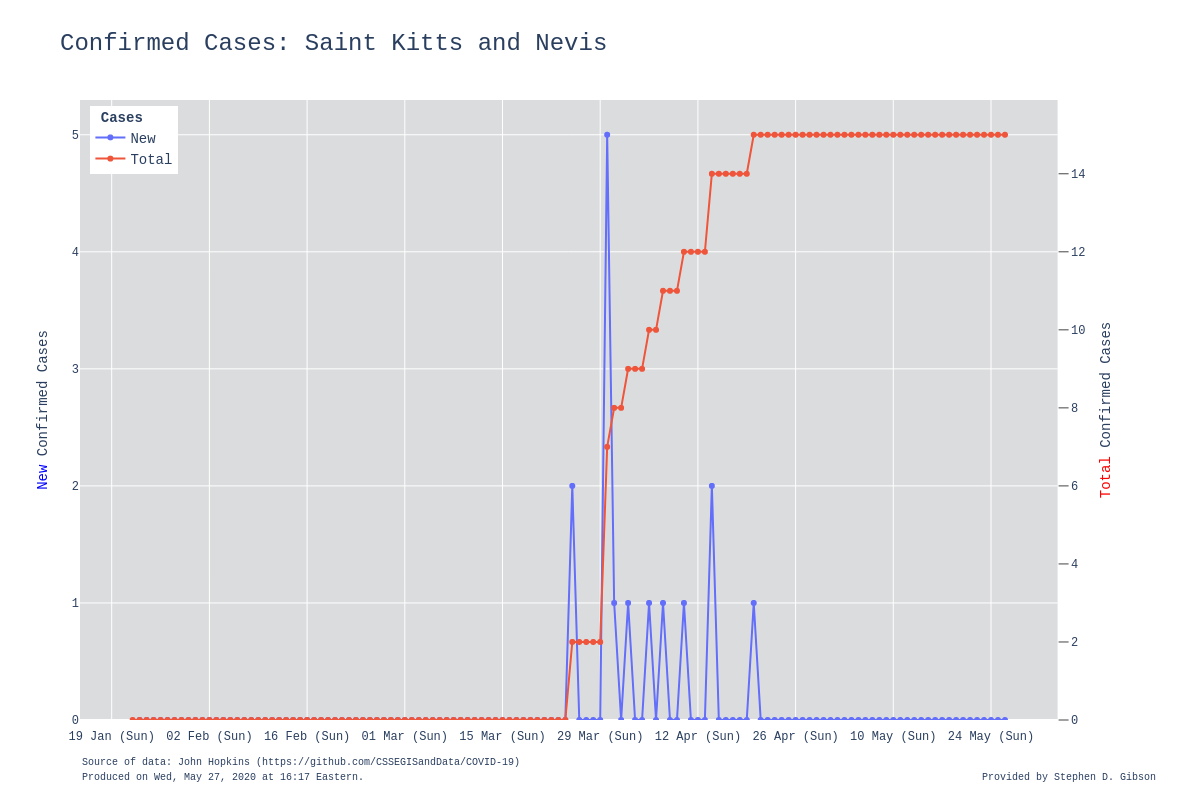 Confirmed Cases: Saint Kitts and Nevis
Cases
New
Total
5
4
3
2
1
0
New Confirmed Cases
14
12
10
8
6
4
2
0
Total Confirmed Cases
19 Jan (Sun) 02 Feb (Sun) 16 Feb (Sun) 01 Mar (Sun) 15 Mar (Sun) 29 Mar (Sun) 12 Apr (Sun) 26 Apr (Sun) 10 May (Sun) 24 May (Sun)
Source of data: John Hopkins (https://github.com/CSSEGISandData/COVID-19)
Produced on Wed, May 27, 2020 at 16:17 Eastern.
Provided by Stephen D. Gibson